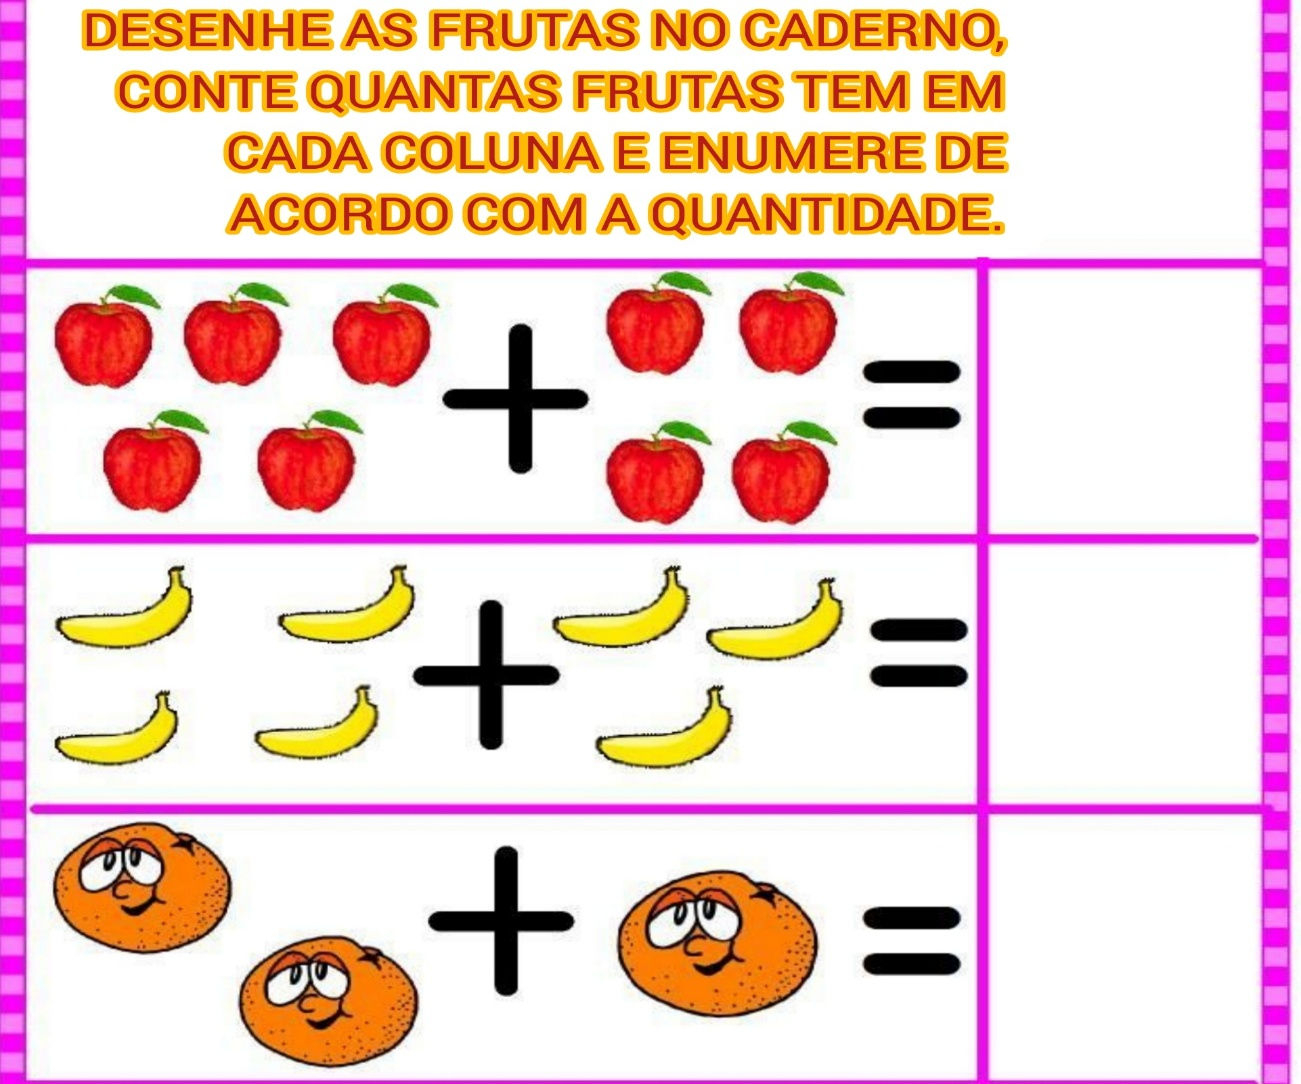 DESENHE AS FRUTAS NO CADERNO,
CONTE QUANTAS FRUTAS TEM EM
CADA COLUNA E ENUMERE DE
ACORDO COM A QUANTIDADE.
+ =
+ =
+ =